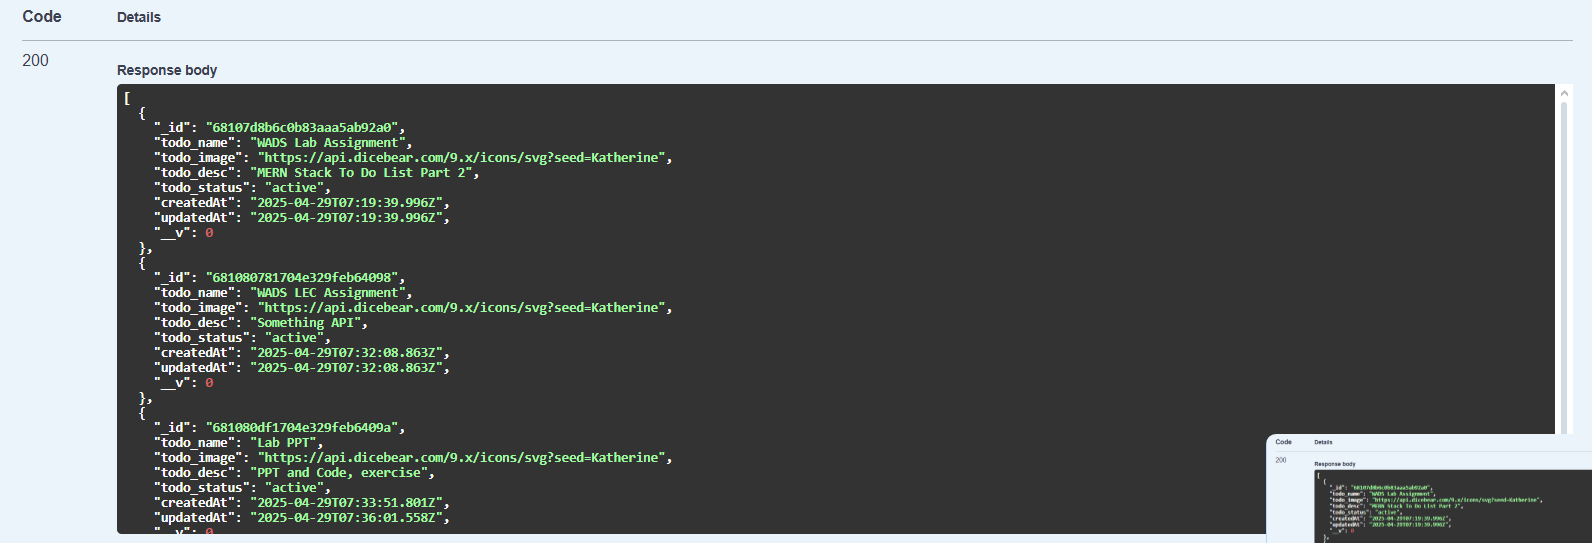 Code Details
200
Response body
[
{
"_id": "68107d8b6c0b83aaa5ab92a0",
"todo_name": "WADS Lab Assignment",
"todo_image": "https://api.dicebear.com/9.x/icons/svg?seed=Katherine",
"todo_desc": "MERN Stack To Do List Part 2",
"todo_status": "active",
"createdAt": "2025-04-29T07:19:39.996Z",
"updatedAt": "2025-04-29T07:19:39.996Z",
"__v": 0
},
{
"_id": "681080781704e329feb64098",
"todo_name": "WADS LEC Assignment",
"todo_image": "https://api.dicebear.com/9.x/icons/svg?seed=Katherine",
"todo_desc": "Something API",
"todo_status": "active",
"createdAt": "2025-04-29T07:32:08.863Z",
"updatedAt": "2025-04-29T07:32:08.863Z",
"__v": 0
},
{
"_id": "681080df1704e329feb6409a",
"todo_name": "Lab PPT",
"todo_image": "https://api.dicebear.com/9.x/icons/svg?seed=Katherine",
"todo_desc": "PPT and Code, exercise",
"todo_status": "active",
"createdAt": "2025-04-29T07:33:51.801Z",
"updatedAt": "2025-04-29T07:36:01.558Z",
"__v": 0
Code Details
200
Response body
[
{
"_id": "68107d8b6c0b83aaa5ab92a0",
"todo_name": "WADS Lab Assignment",
"todo_image": "https://api.dicebear.com/9.x/icons/svg?seed=Katherine",
"todo_desc": "MERN Stack To Do List Part 2",
"todo_status": "active",
"createdAt": "2025-04-29T07:19:39.996Z",
"updatedAt": "2025-04-29T07:19:39.996Z",
"__v": 0
},